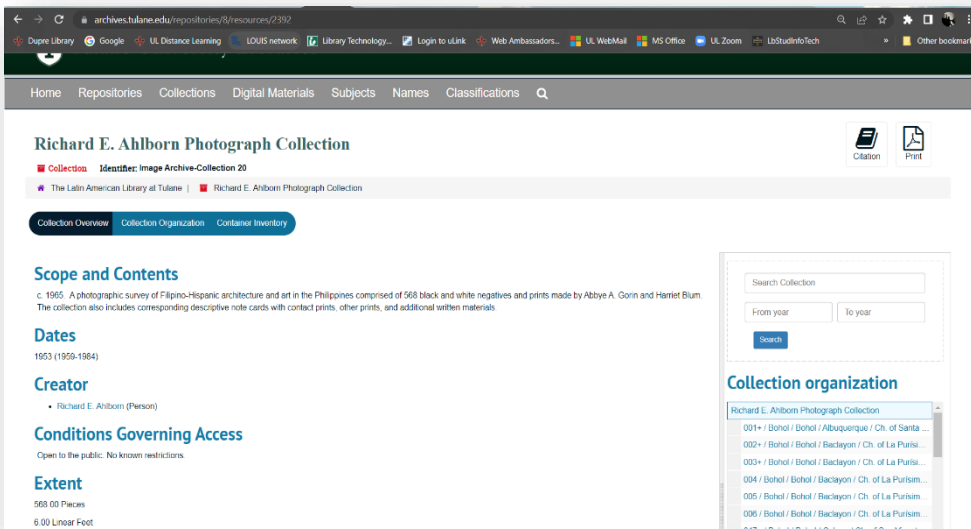 archives.tulane.edu/repositories/8/resources/2392
Dupre Library Google UL Distance Learning LOUIS network Library Technology... Login to uLink Web Ambassadors... UL WebMail MS Office UL Zoom LbStudInfoTech » Other bookmark
Home Repositories Collections Digital Materials Subjects Names Classifications
Richard E. Ahlborn Photograph Collection
Citation Print
Collection Identifier: Image Archive-Collection 20
The Latin American Library at Tulane | Richard E. Ahlborn Photograph Collection
Collection Overview Collection Organization Container Inventory
Scope and Contents
c. 1965. A photographic survey of Filipino-Hispanic architecture and art in the Philippines comprised of 568 black and white negatives and prints made by Abbye A. Gorin and Harriet Blum.
The collection also includes corresponding descriptive note cards with contact prints, other prints, and additional written materials.
Dates
1953 (1959-1984)
Creator
• Richard E. Ahlborn (Person)
Conditions Governing Access
Open to the public. No known restrictions.
Extent
568.00 Pieces
6.00 Linear Feet
Search Collection
From year To year
Search
Collection organization
Richard E. Ahlborn Photograph Collection
001+ / Bohol / Bohol / Albuquerque / Ch. of Santa ...
002+ / Bohol / Bohol / Baclayon / Ch. of La Purísi...
003+ / Bohol / Bohol / Baclayon / Ch. of La Purísi...
004 / Bohol / Bohol / Baclayon / Ch. of La Purísim...
005 / Bohol / Bohol / Baclayon / Ch. of La Purísim...
006 / Bohol / Bohol / Baclayon / Ch. of La Purísim...